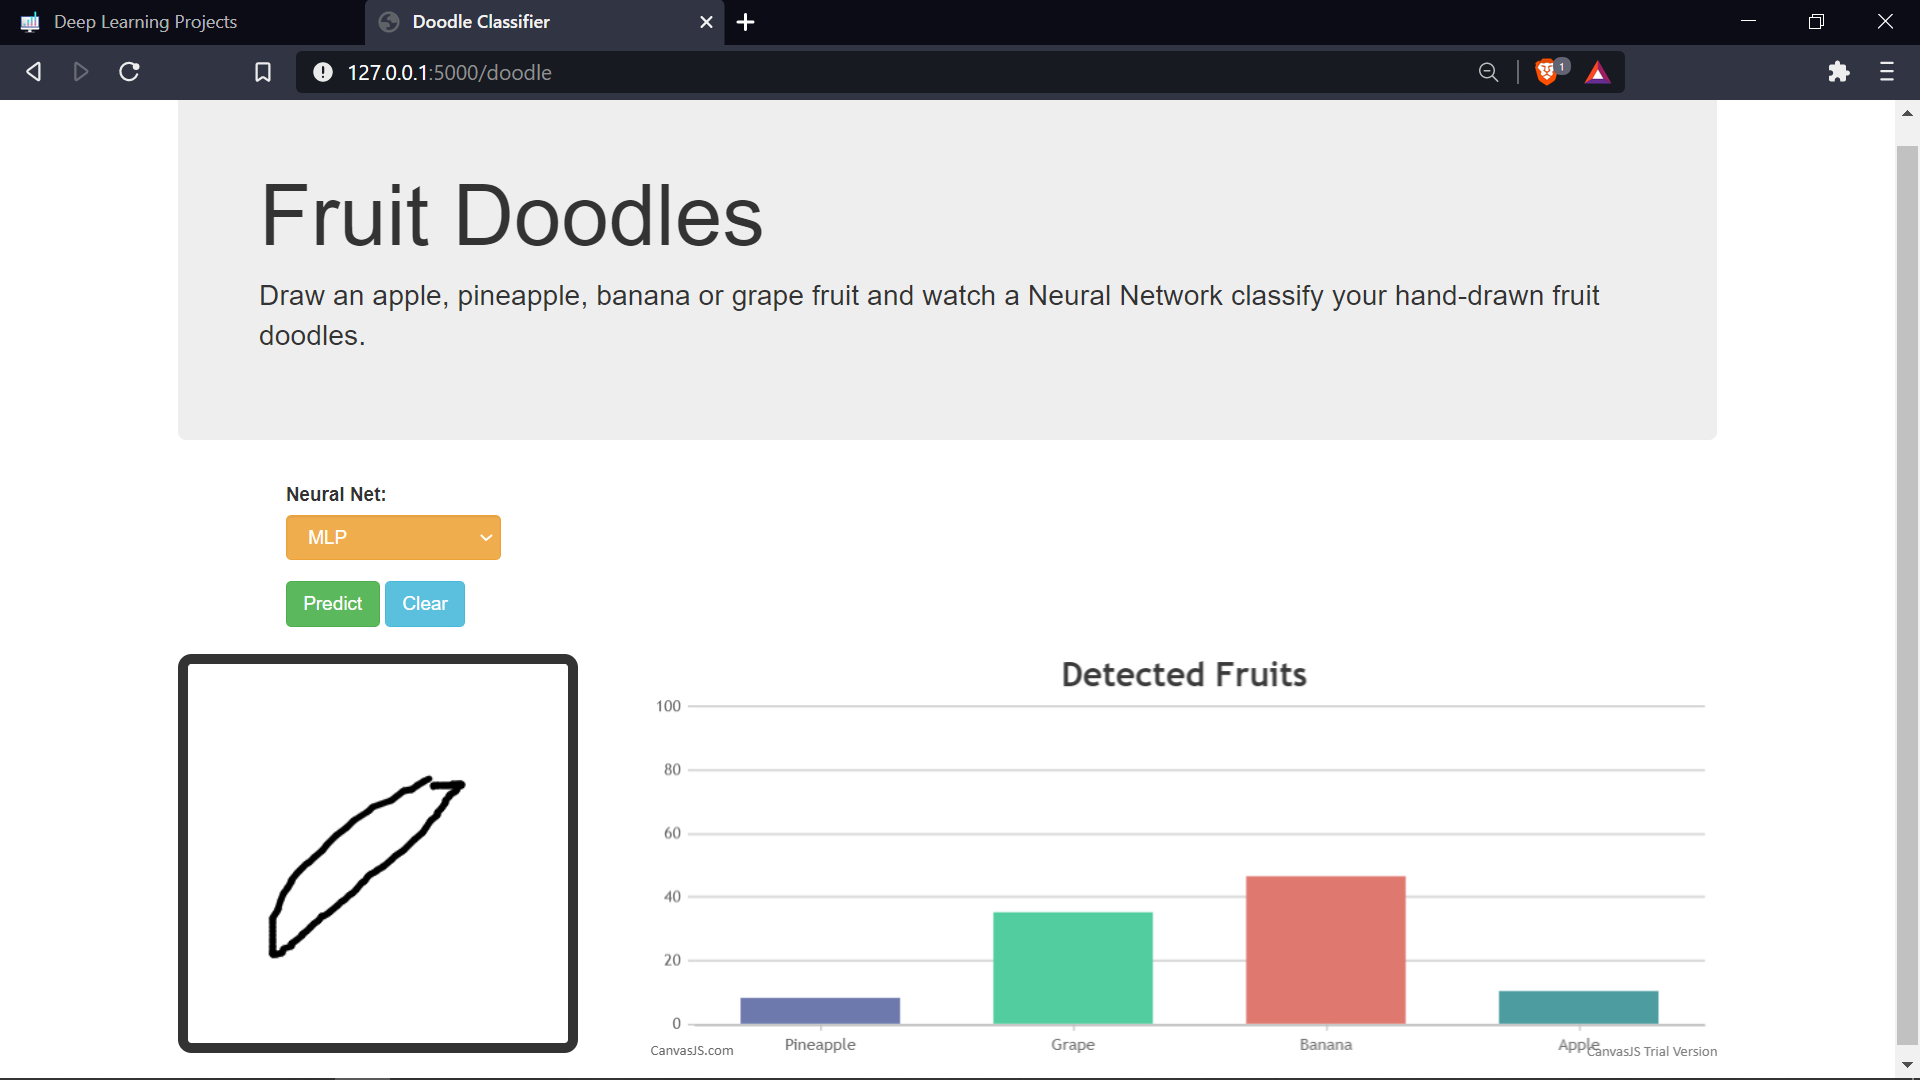 Deep Learning Projects
Doodle Classifier
127.0.0.1:5000/doodle
1
Fruit Doodles
Draw an apple, pineapple, banana or grape fruit and watch a Neural Network classify your hand-drawn fruit
doodles.
Neural Net:
MLP
Predict Clear
Detected Fruits
100
80
60
40
20
0
Pineapple Grape Banana Apple
CanvasJS.com CanvasJS Trial Version